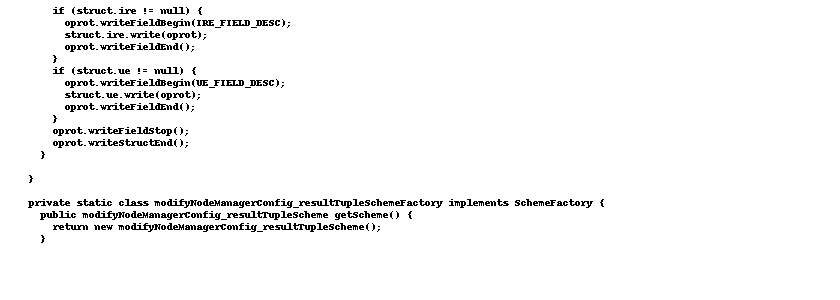 if (struct.ire != null) {
oprot.writeFieldBegin(IRE_FIELD_DESC);
struct.ire.write(oprot);
oprot.writeFieldEnd();
}
if (struct.ue != null) {
oprot.writeFieldBegin(UE_FIELD_DESC);
struct.ue.write(oprot);
oprot.writeFieldEnd();
}
oprot.writeFieldStop();
oprot.writeStructEnd();
}
}
private static class modifyNodeManagerConfig_resultTupleSchemeFactory implements SchemeFactory {
public modifyNodeManagerConfig_resultTupleScheme getScheme() {
return new modifyNodeManagerConfig_resultTupleScheme();
}